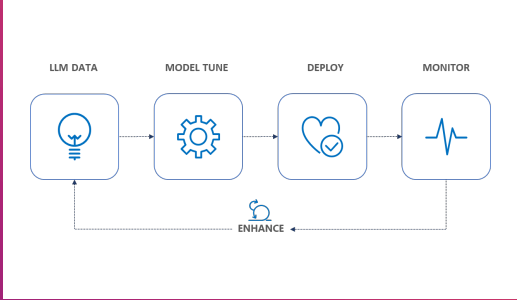 LLM DATA
MODEL TUNE
DEPLOY
MONITOR
ENHANCE